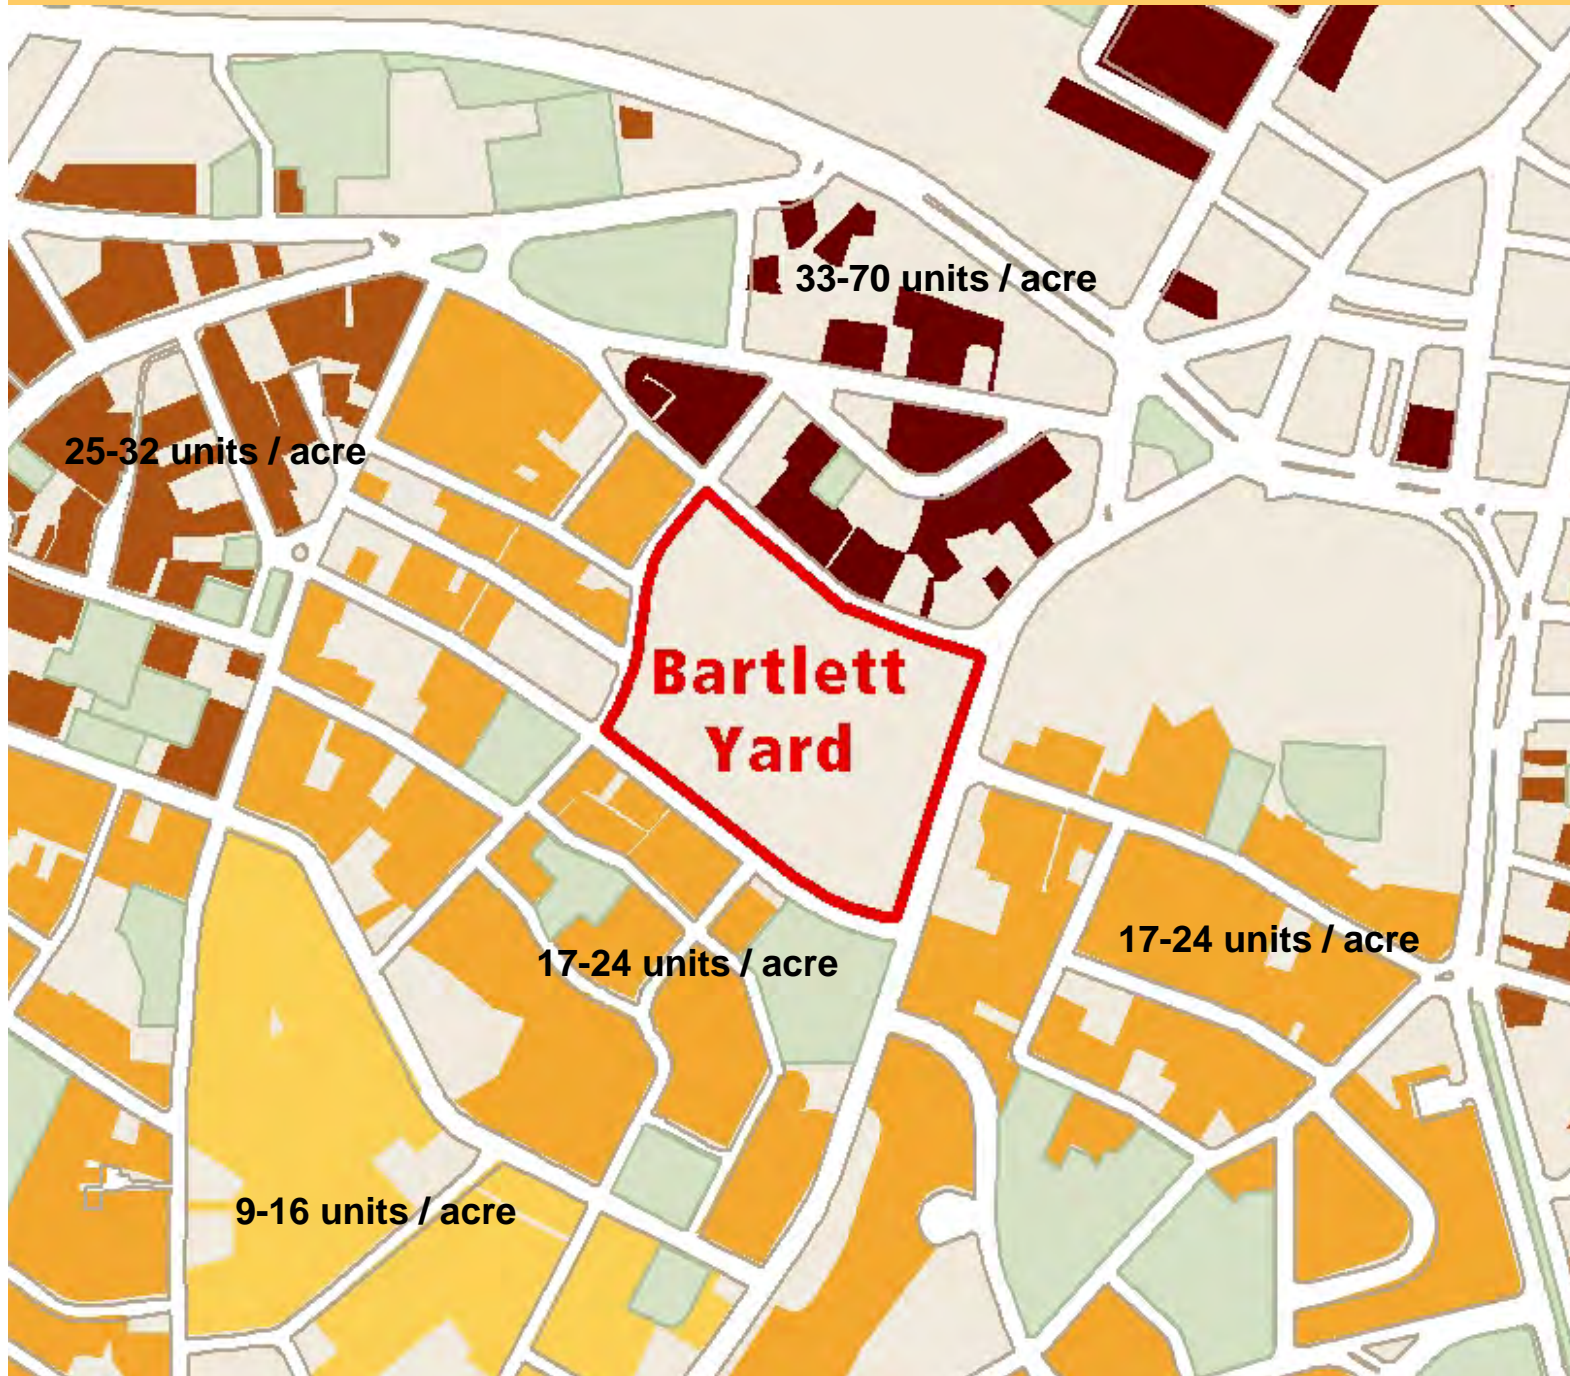 33-70 units / acre
25-32 units / acre
Bartlett
Yard
17-24 units / acre
17-24 units / acre
9-16 units / acre